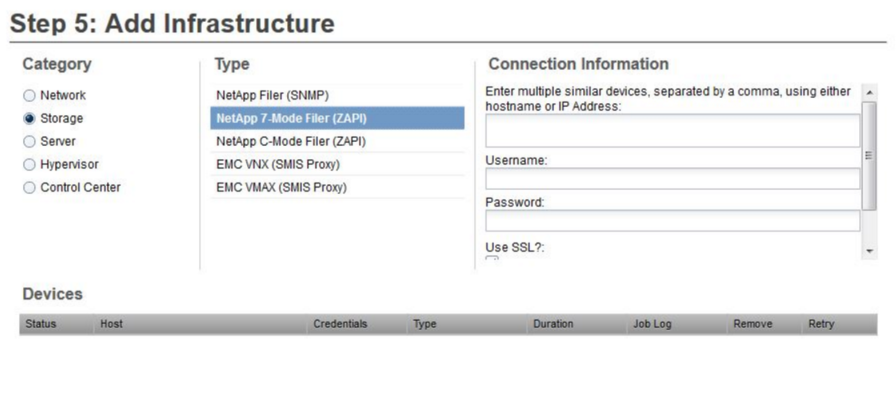 Step 5: Add Infrastructure
Category
Network
Storage
Server
Hypervisor
Control Center
Type
NetApp Filer (SNMP)
NetApp 7-Mode Filer (ZAPI)
NetApp C-Mode Filer (ZAPI)
EMC VNX (SMIS Proxy)
EMC VMAX (SMIS Proxy)
Connection Information
Enter multiple similar devices, separated by a comma, using either
hostname or IP Address:
Username:
Password:
Use SSL?:
Devices
Status Host Credentials Type Duration Job Log Remove Retry